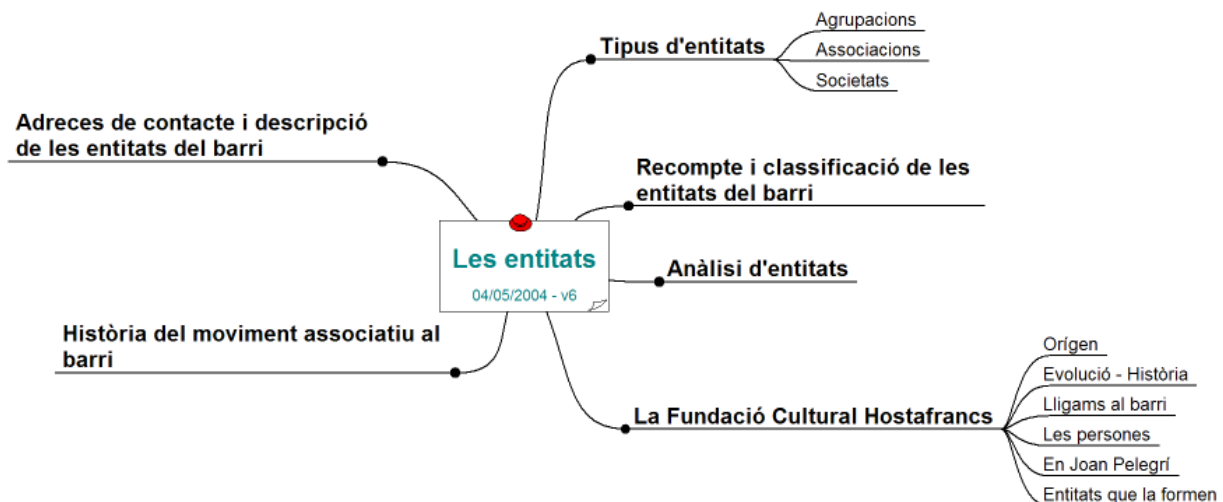 Agrupacions
Tipus d'entitats
Associacions
Societats
Adreces de contacte i descripció
de les entitats del barri
Recompte i classificació de les
entitats del barri
Les entitats
04/05/2004 - v6
Anàlisi d'entitats
Història del moviment associatiu al
barri
La Fundació Cultural Hostafrancs
Orígen
Evolució - Història
Lligams al barri
Les persones
En Joan Pelegrí
Entitats que la formen